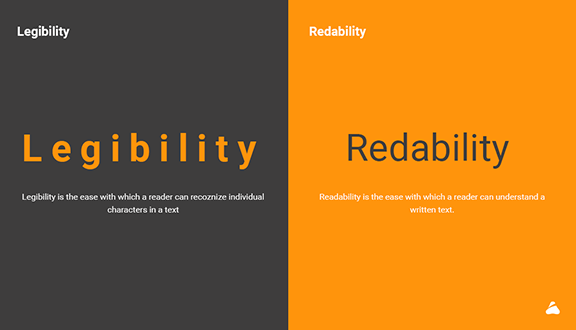 Legibility
Legibility
Legibility is the ease with which a reader can recoznize individual
characters in a text
Redability
Redability
Readability is the ease with which a reader can understand a
written text.